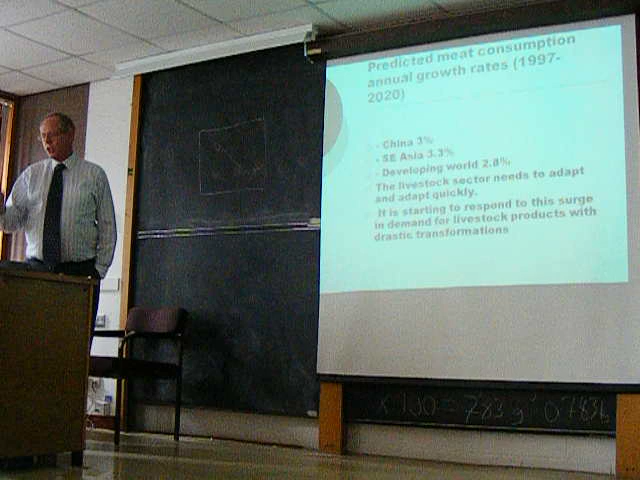 Predicted meat consumption
annual growth rates (1997-
2020)
- China 3%
- SE Asia 3.3%
- Developing world 2.8%
The livestock sector needs to adapt
and adapt quickly.
It is starting to respond to this surge
in demand for livestock products with
drastic transformations
x 100 = 783 g